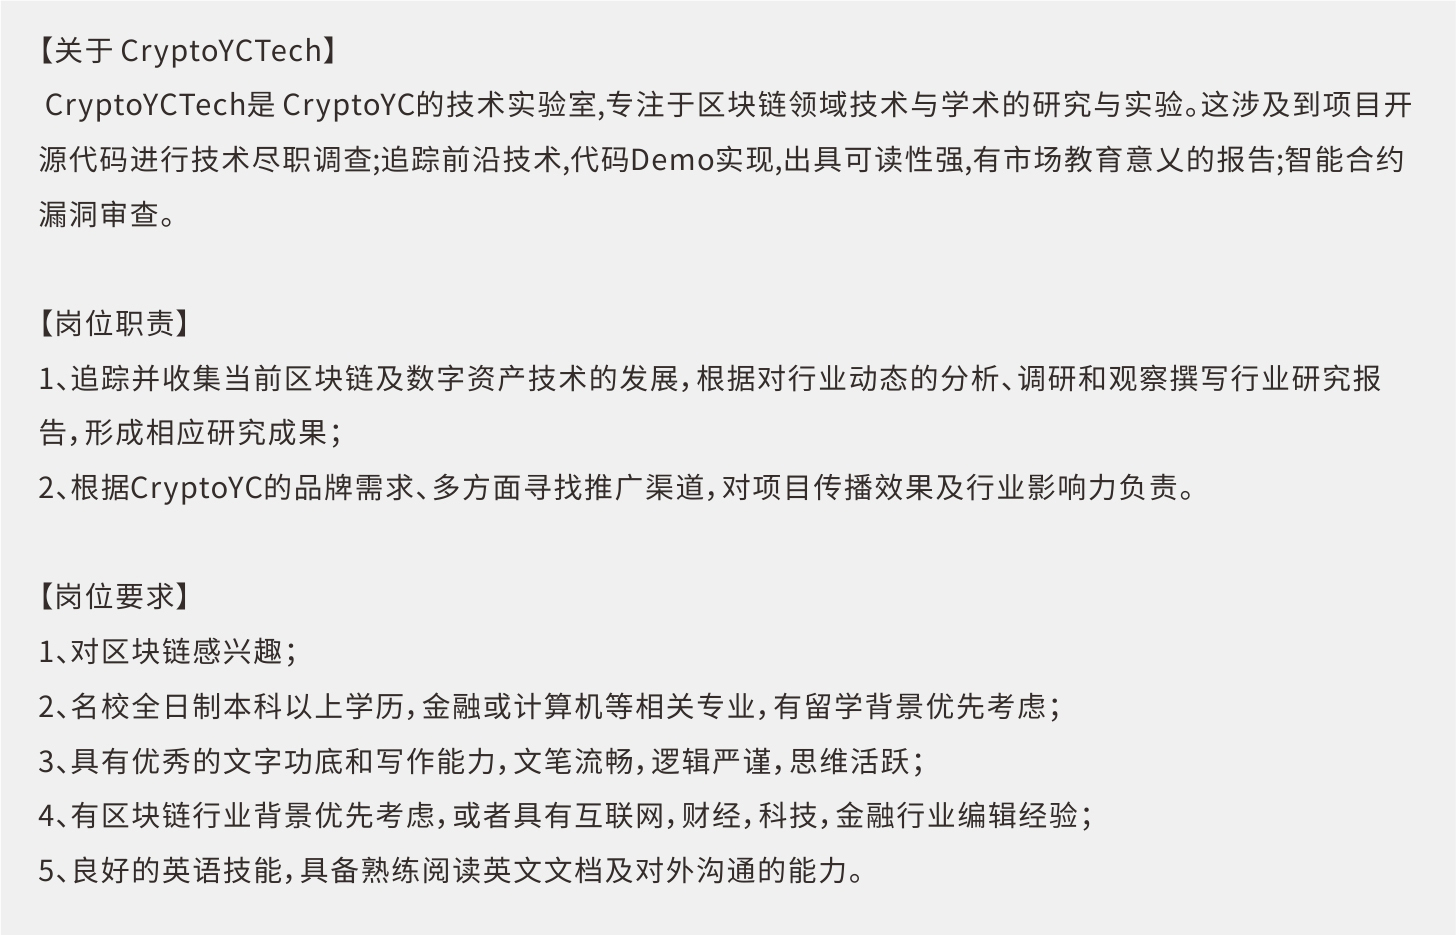 【关于 CryptoYCTech】
CryptoYCTech是 CryptoYC的技术实验室,专注于区块链领域技术与学术的研究与实验。这涉及到项目开
源代码进行技术尽职调查;追踪前沿技术,代码Demo实现,出具可读性强,有市场教育意义的报告;智能合约
漏洞审查。
【岗位职责】
1、追踪并收集当前区块链及数字资产技术的发展，根据对行业动态的分析、调研和观察撰写行业研究报
告，形成相应研究成果；
2、根据CryptoYC的品牌需求、多方面寻找推广渠道，对项目传播效果及行业影响力负责。
【岗位要求】
1、对区块链感兴趣；
2、名校全日制本科以上学历，金融或计算机等相关专业，有留学背景优先考虑；
3、具有优秀的文字功底和写作能力，文笔流畅，逻辑严谨，思维活跃；
4、有区块链行业背景优先考虑，或者具有互联网，财经，科技，金融行业编辑经验；
5、良好的英语技能，具备熟练阅读英文文档及对外沟通的能力。